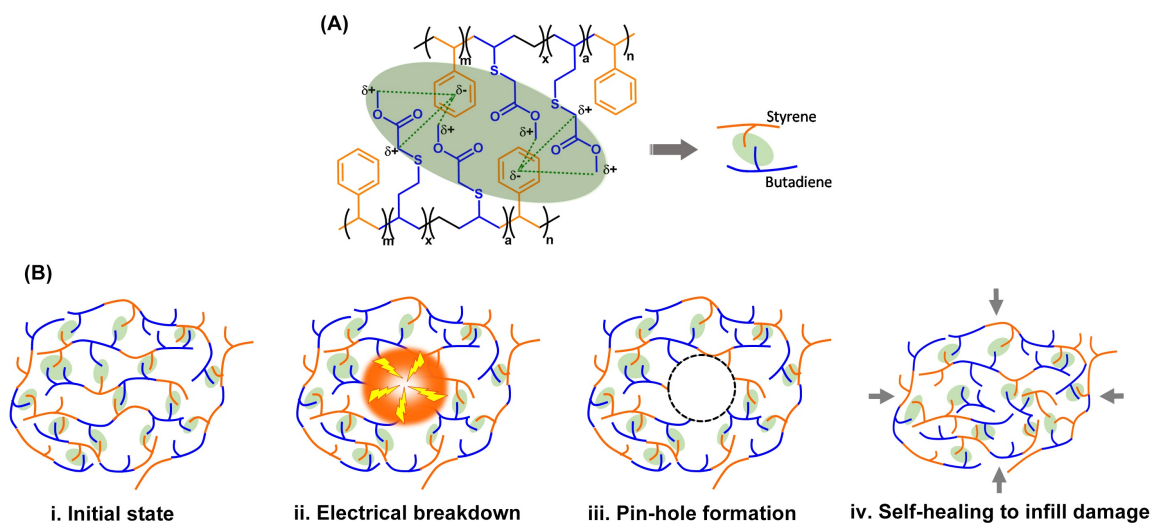 (A)
m x a n
S
S
O
O
O
O
δ+
δ-
δ+
δ+
δ+
δ+
δ-
δ+
O
O
O
O
S
S
m x a n
Styrene
Butadiene
(B)
i. Initial state
ii. Electrical breakdown
iii. Pin-hole formation
iv. Self-healing to infill damage